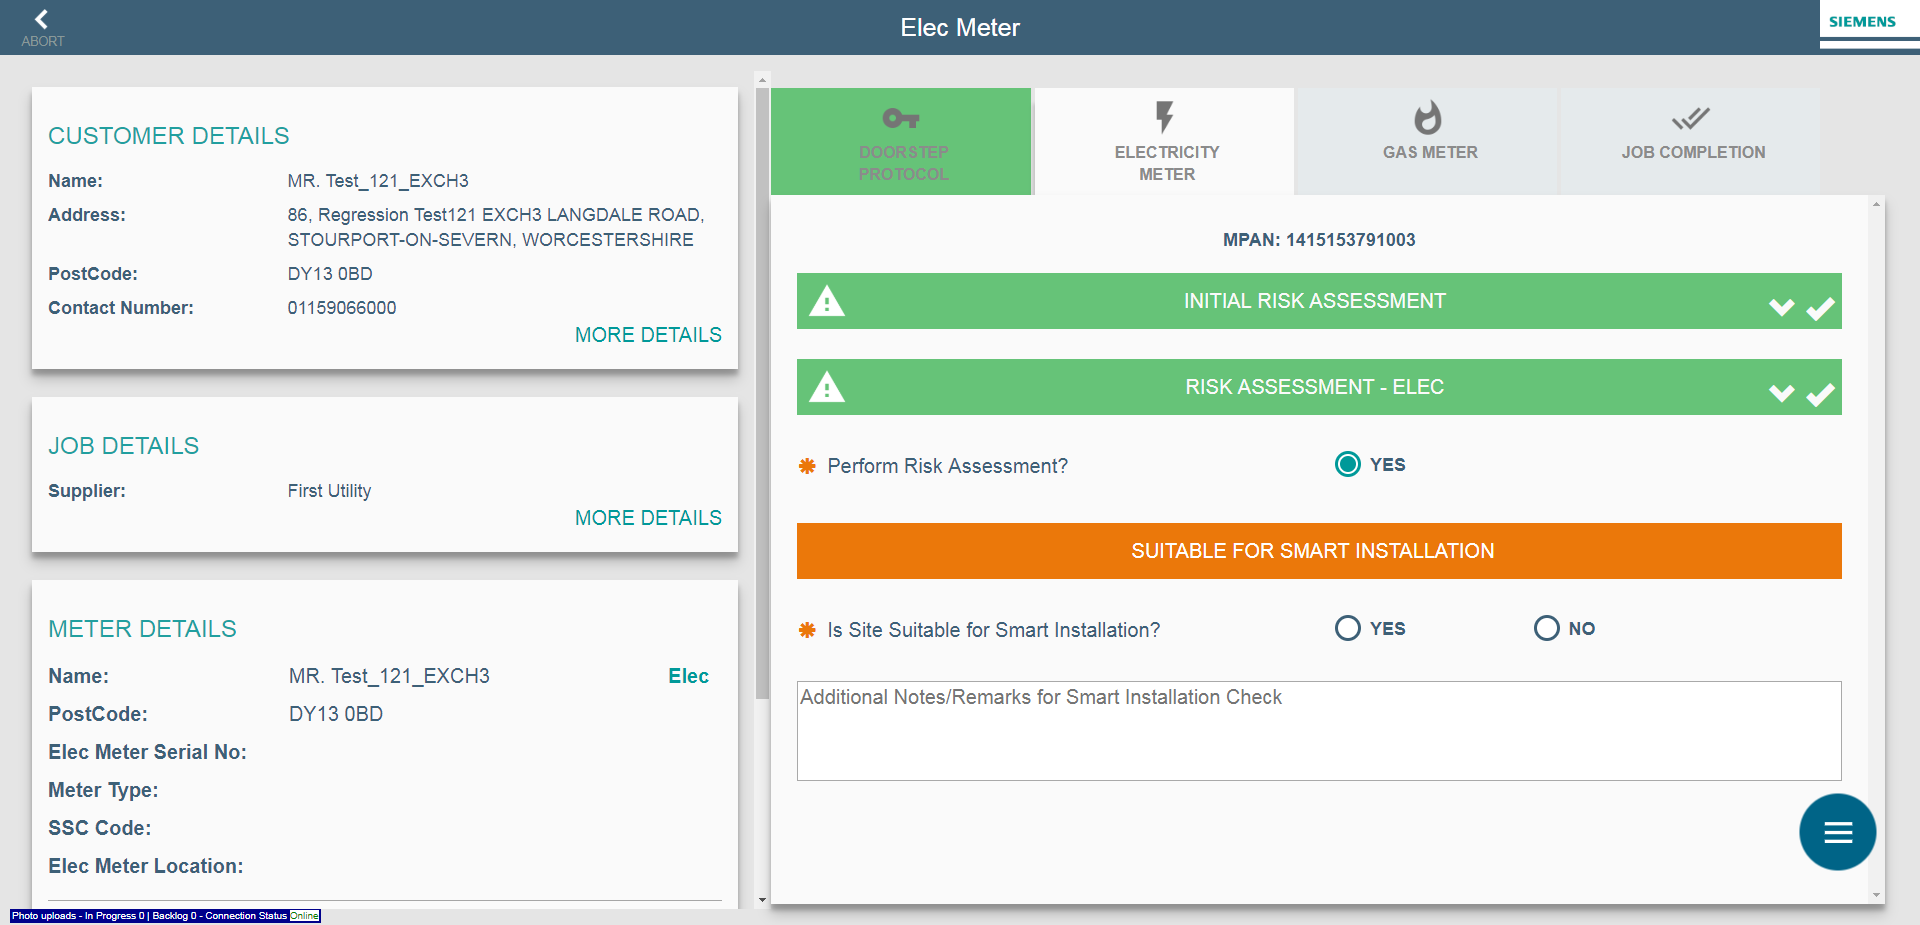 ABORT
Elec Meter
SIEMENS
CUSTOMER DETAILS
Name: MR. Test_121_EXCH3
Address: 86, Regression Test121 EXCH3 LANGDALE ROAD,
STOURPORT-ON-SEVERN, WORCESTERSHIRE
PostCode: DY13 0BD
Contact Number: 01159066000
MORE DETAILS
JOB DETAILS
Supplier: First Utility
MORE DETAILS
METER DETAILS
Name: MR. Test_121_EXCH3 Elec
PostCode: DY13 0BD
Elec Meter Serial No:
Meter Type:
SSC Code:
Elec Meter Location:
Photo uploads - In Progress 0 | Backlog 0 - Connection Status Online
DOORSTEP
PROTOCOL
ELECTRICITY
METER
GAS METER
JOB COMPLETION
MPAN: 1415153791003
INITIAL RISK ASSESSMENT
RISK ASSESSMENT - ELEC
Perform Risk Assessment? YES
SUITABLE FOR SMART INSTALLATION
Is Site Suitable for Smart Installation? YES NO
Additional Notes/Remarks for Smart Installation Check